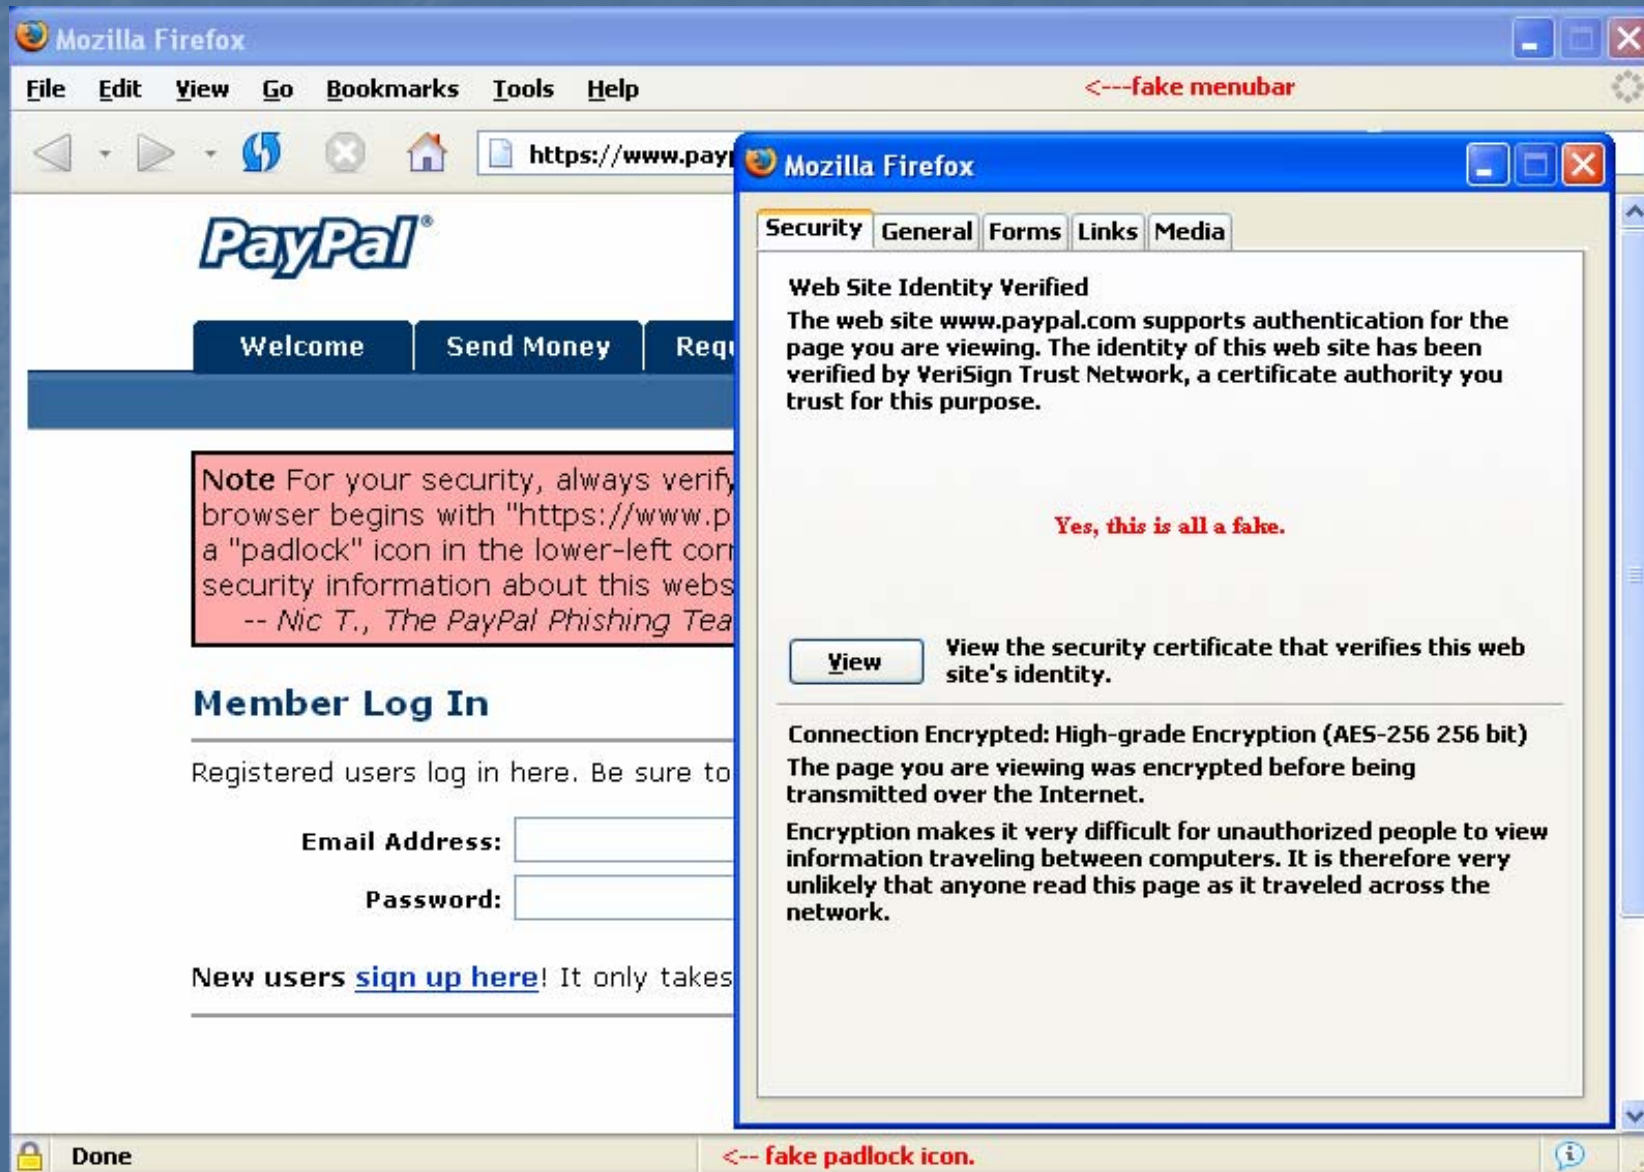 Mozilla Firefox
File Edit View Go Bookmarks Tools Help <---fake menubar
https://www.payp
PayPal®
Welcome Send Money Requ
Note For your security, always verify
browser begins with "https://www.p
a "padlock" icon in the lower-left corn
security information about this webs
-- Nic T., The PayPal Phishing Tea
Member Log In
Registered users log in here. Be sure to
Email Address:
Password:
New users sign up here! It only takes
Mozilla Firefox
Security General Forms Links Media
Web Site Identity Verified
The web site www.paypal.com supports authentication for the
page you are viewing. The identity of this web site has been
verified by VeriSign Trust Network, a certificate authority you
trust for this purpose.
Yes, this is all a fake.
View
View the security certificate that verifies this web
site's identity.
Connection Encrypted: High-grade Encryption (AES-256 256 bit)
The page you are viewing was encrypted before being
transmitted over the Internet.
Encryption makes it very difficult for unauthorized people to view
information traveling between computers. It is therefore very
unlikely that anyone read this page as it traveled across the
network.
Done <-- fake padlock icon.